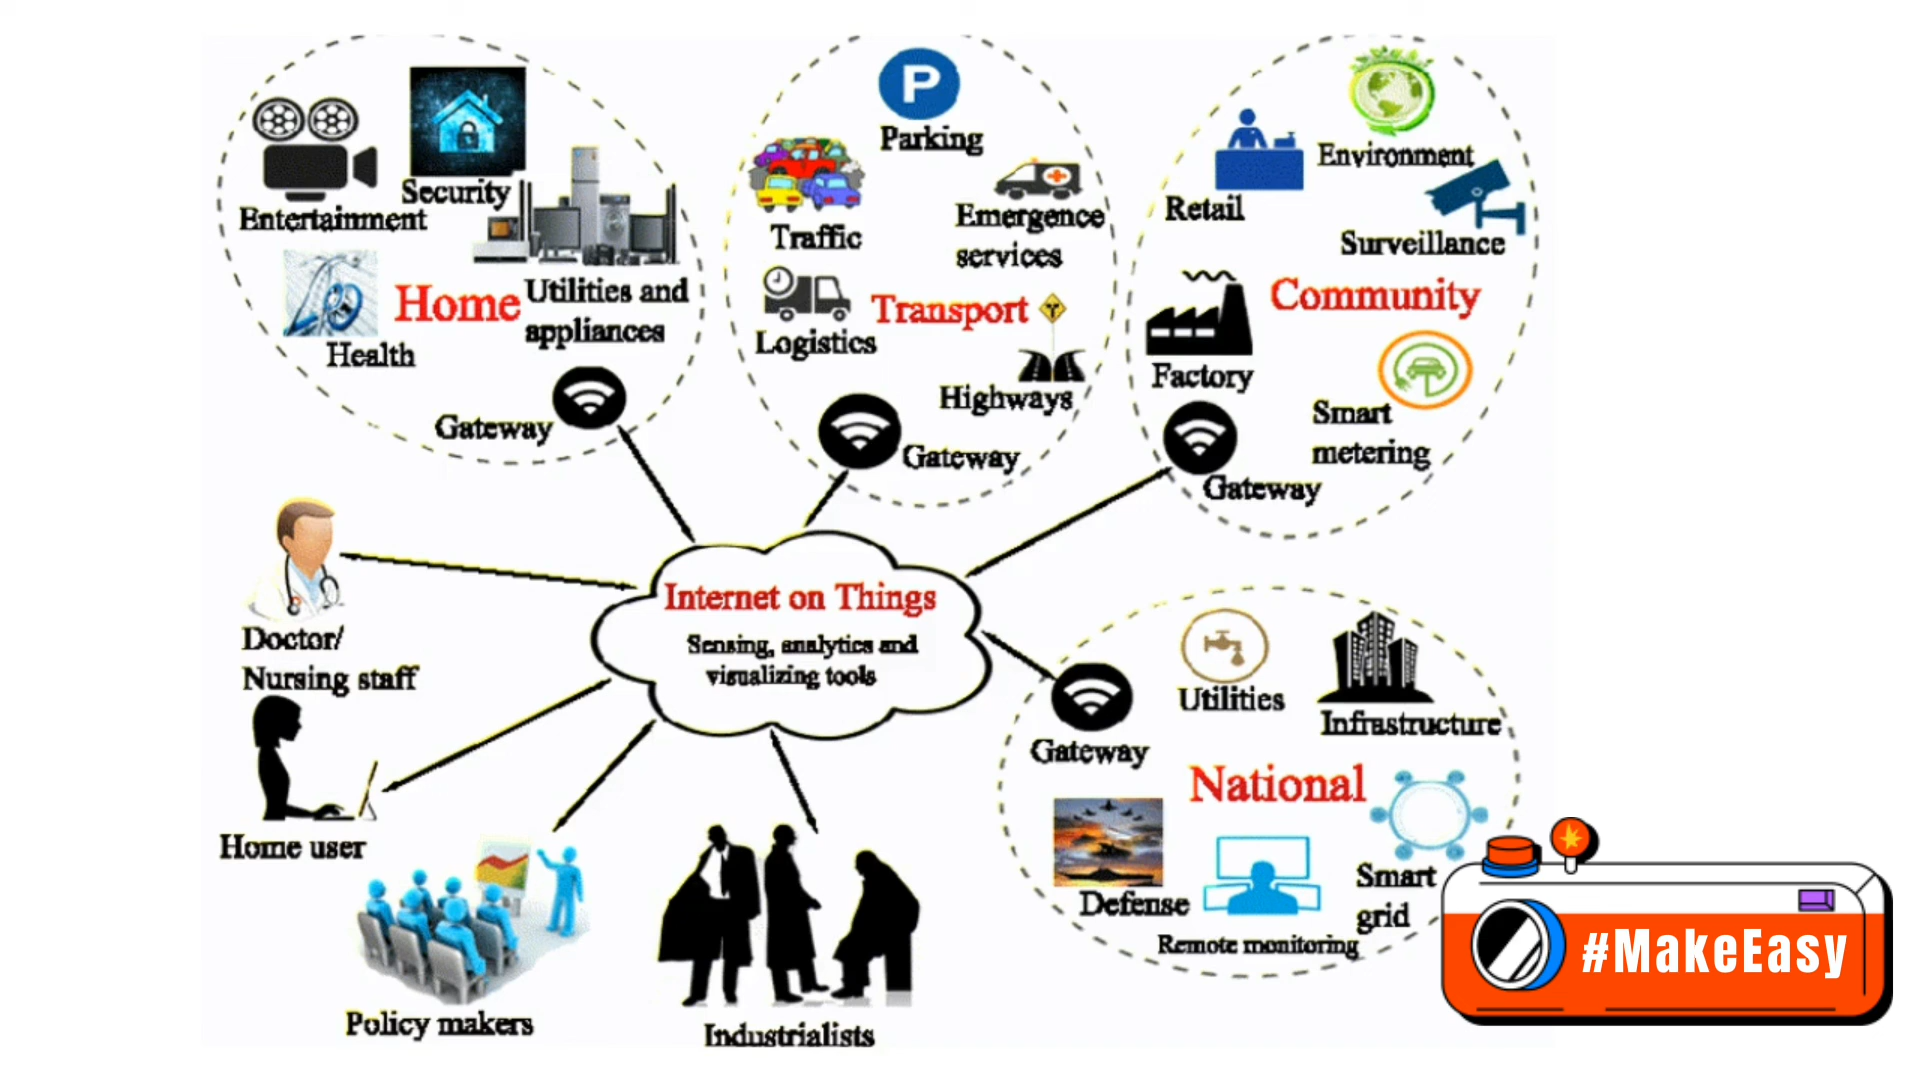 Entertainment
Security
Health
Home
Utilities and
appliances
Gateway
Parking
Traffic
Emergence
services
Logistics
Transport
Highways
Gateway
Environment
Retail
Surveillance
Community
Factory
Smart
metering
Gateway
Internet on Things
Sensing, analytics and
visualizing tools
Doctor/
Nursing staff
Home user
Policy makers
Industrialists
Gateway
Utilities
Infrastructure
National
Defense
Remote monitoring
Smart
grid
P
#MakeEasy